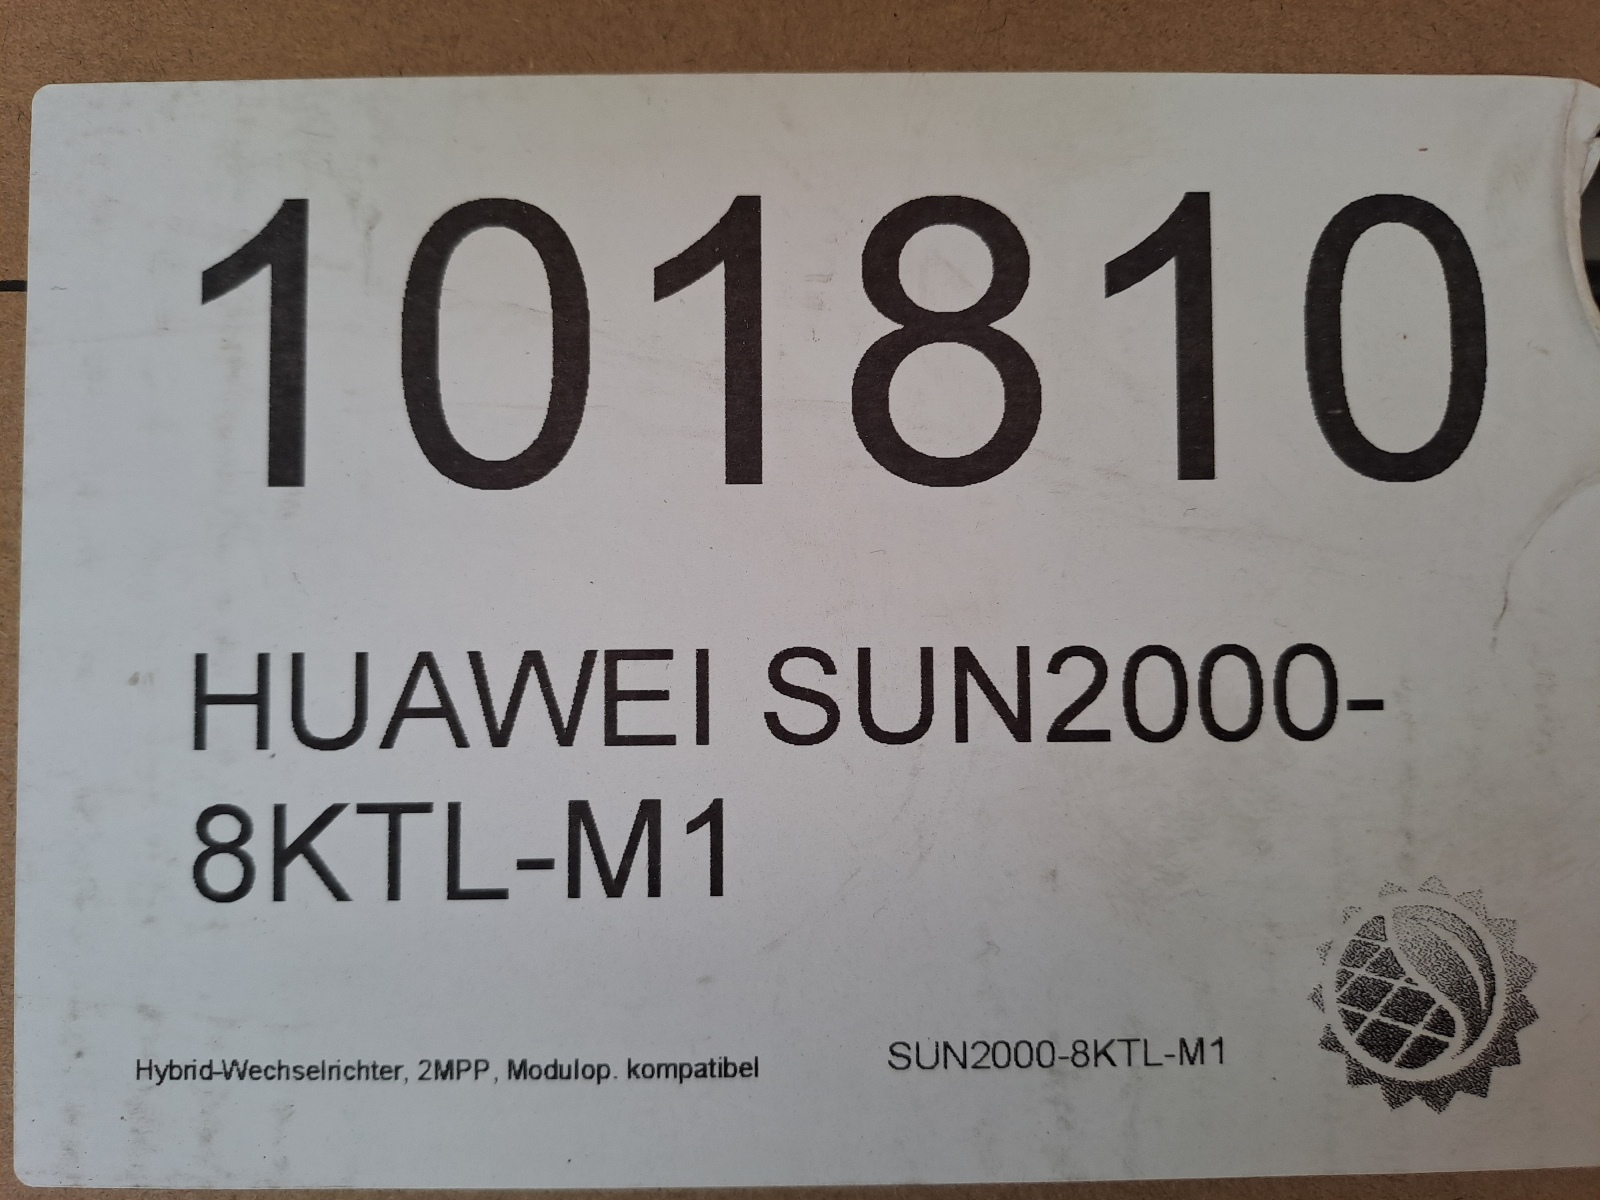 101810
HUAWEI SUN2000-
8KTL-M1
Hybrid-Wechselrichter, 2MPP, Modulop. kompatibel
SUN2000-8KTL-M1